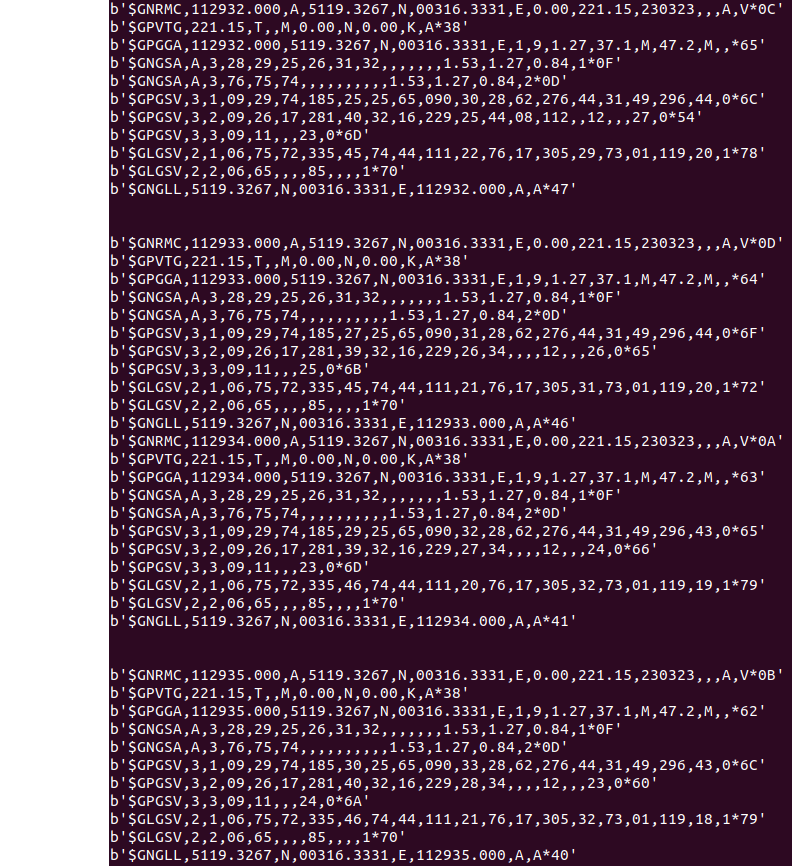 b'$GNRMC,112932.000,A,5119.3267,N,00316.3331,E,0.00,221.15,230323,,,A,V*0C'
b'$GPVTG,221.15,T,,M,0.00,N,0.00,K,A*38'
b'$GPGGA,112932.000,5119.3267,N,00316.3331,E,1,9,1.27,37.1,M,47.2,M,,*65'
b'$GNGSA,A,3,28,29,25,26,31,32,,,,,,,1.53,1.27,0.84,1*0F'
b'$GNGSA,A,3,76,75,74,,,,,,,,,,1.53,1.27,0.84,2*0D'
b'$GPGSV,3,1,09,29,74,185,25,25,65,090,30,28,62,276,44,31,49,296,44,0*6C'
b'$GPGSV,3,2,09,26,17,281,40,32,16,229,25,44,08,112,,12,,,27,0*54'
b'$GPGSV,3,3,09,11,,,23,0*6D'
b'$GLGSV,2,1,06,75,72,335,45,74,44,111,22,76,17,305,29,73,01,119,20,1*78'
b'$GLGSV,2,2,06,65,,,,85,,,,1*70'
b'$GNGLL,5119.3267,N,00316.3331,E,112932.000,A,A*47'
b'$GNRMC,112933.000,A,5119.3267,N,00316.3331,E,0.00,221.15,230323,,,A,V*0D'
b'$GPVTG,221.15,T,,M,0.00,N,0.00,K,A*38'
b'$GPGGA,112933.000,5119.3267,N,00316.3331,E,1,9,1.27,37.1,M,47.2,M,,*64'
b'$GNGSA,A,3,28,29,25,26,31,32,,,,,,,1.53,1.27,0.84,1*0F'
b'$GNGSA,A,3,76,75,74,,,,,,,,,,1.53,1.27,0.84,2*0D'
b'$GPGSV,3,1,09,29,74,185,27,25,65,090,31,28,62,276,44,31,49,296,44,0*6F'
b'$GPGSV,3,2,09,26,17,281,39,32,16,229,26,34,,,,12,,,26,0*65'
b'$GPGSV,3,3,09,11,,,25,0*6B'
b'$GLGSV,2,1,06,75,72,335,45,74,44,111,21,76,17,305,31,73,01,119,20,1*72'
b'$GLGSV,2,2,06,65,,,,85,,,,1*70'
b'$GNGLL,5119.3267,N,00316.3331,E,112933.000,A,A*46'
b'$GNRMC,112934.000,A,5119.3267,N,00316.3331,E,0.00,221.15,230323,,,A,V*0A'
b'$GPVTG,221.15,T,,M,0.00,N,0.00,K,A*38'
b'$GPGGA,112934.000,5119.3267,N,00316.3331,E,1,9,1.27,37.1,M,47.2,M,,*63'
b'$GNGSA,A,3,28,29,25,26,31,32,,,,,,,1.53,1.27,0.84,1*0F'
b'$GNGSA,A,3,76,75,74,,,,,,,,,,1.53,1.27,0.84,2*0D'
b'$GPGSV,3,1,09,29,74,185,29,25,65,090,32,28,62,276,44,31,49,296,43,0*65'
b'$GPGSV,3,2,09,26,17,281,39,32,16,229,27,34,,,,12,,,24,0*66'
b'$GPGSV,3,3,09,11,,,23,0*6D'
b'$GLGSV,2,1,06,75,72,335,46,74,44,111,20,76,17,305,32,73,01,119,19,1*79'
b'$GLGSV,2,2,06,65,,,,85,,,,1*70'
b'$GNGLL,5119.3267,N,00316.3331,E,112934.000,A,A*41'
b'$GNRMC,112935.000,A,5119.3267,N,00316.3331,E,0.00,221.15,230323,,,A,V*0B'
b'$GPVTG,221.15,T,,M,0.00,N,0.00,K,A*38'
b'$GPGGA,112935.000,5119.3267,N,00316.3331,E,1,9,1.27,37.1,M,47.2,M,,*62'
b'$GNGSA,A,3,28,29,25,26,31,32,,,,,,,1.53,1.27,0.84,1*0F'
b'$GNGSA,A,3,76,75,74,,,,,,,,,,1.53,1.27,0.84,2*0D'
b'$GPGSV,3,1,09,29,74,185,30,25,65,090,33,28,62,276,44,31,49,296,43,0*6C'
b'$GPGSV,3,2,09,26,17,281,40,32,16,229,28,34,,,,12,,,23,0*60'
b'$GPGSV,3,3,09,11,,,24,0*6A'
b'$GLGSV,2,1,06,75,72,335,46,74,44,111,21,76,17,305,32,73,01,119,18,1*79'
b'$GLGSV,2,2,06,65,,,,85,,,,1*70'
b'$GNGLL,5119.3267,N,00316.3331,E,112935.000,A,A*40'